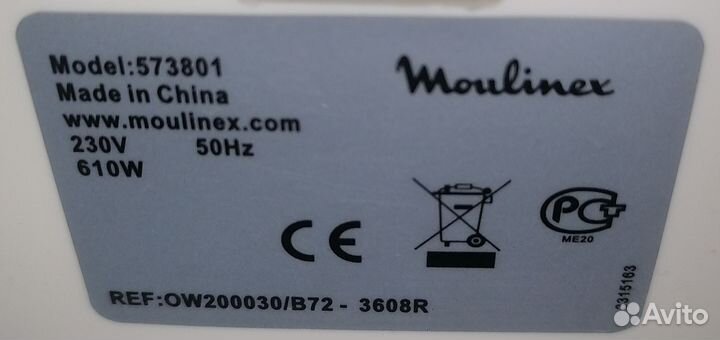 Model:573801
Moulinex
Made in China
www.moulinex.com
230V 50Hz
610W
CE
PC
ME20
REF:OW200030/B72 - 3608R
Avito